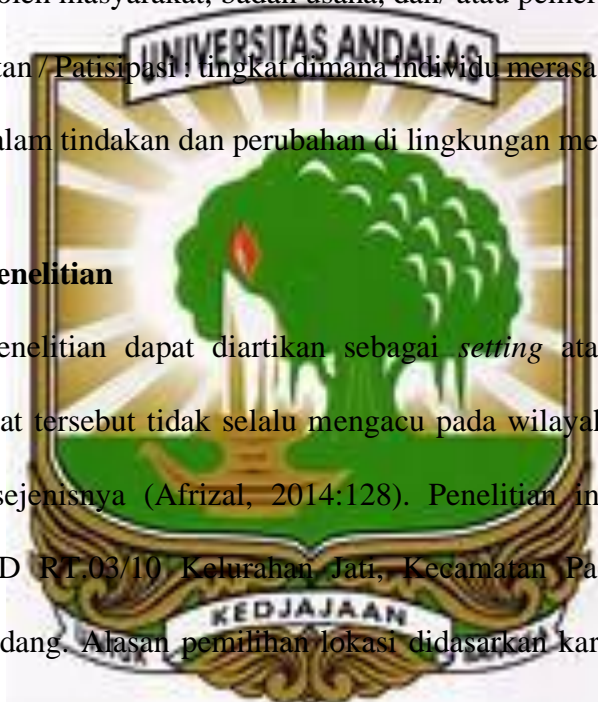 oleh masyarakat, badan usaha, dan/ atau pemer
UNIVERSITAS ANDALAS
tan / Patisipasi : tingkat dimana individu merasa
alam tindakan dan perubahan di lingkungan me
enelitian
enelitian dapat diartikan sebagai setting ata
at tersebut tidak selalu mengacu pada wilayah
sejenisnya (Afrizal, 2014:128). Penelitian in
D RT.03/10 Kelurahan Jati, Kecamatan Pa
KEDJAJAAN
dang. Alasan pemilihan lokasi didasarkan kar
UNTUK